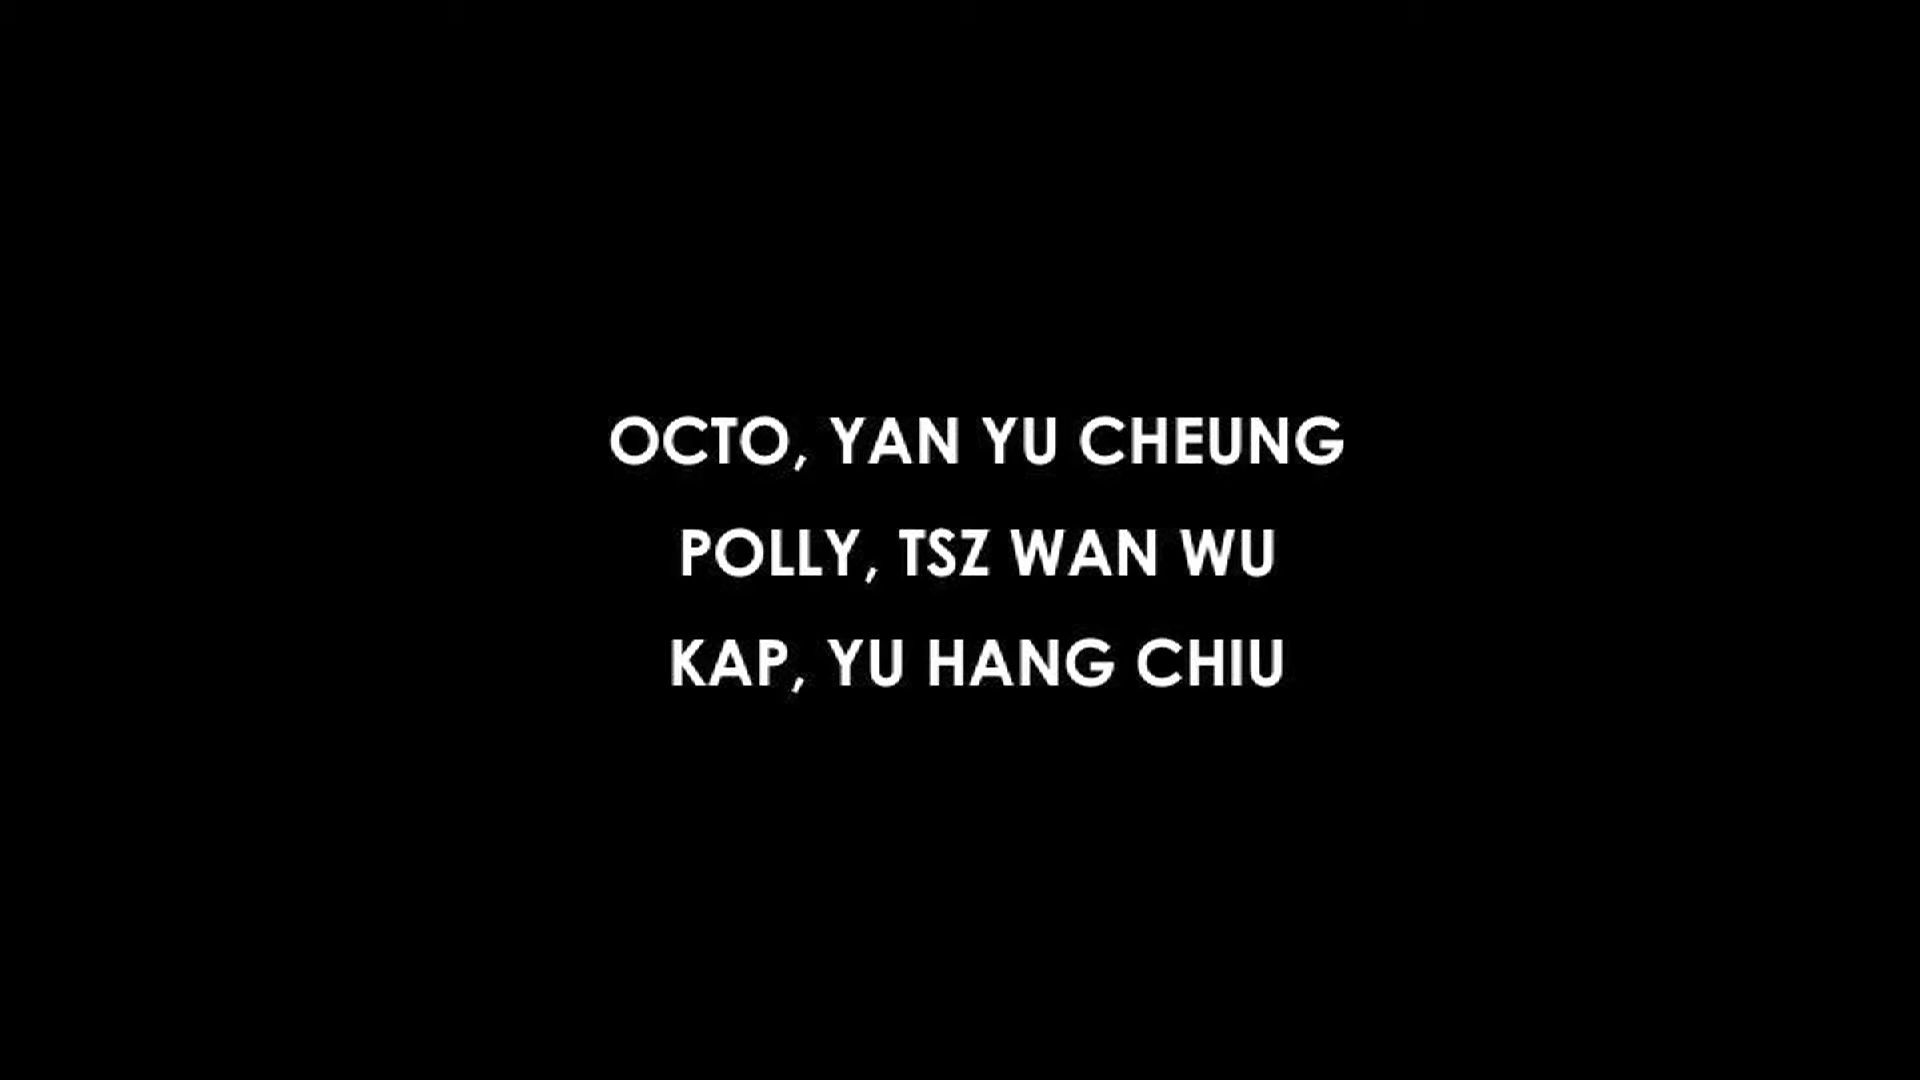 OCTO, YAN YU CHEUNG
POLLY, TSZ WAN WU
KAP, YU HANG CHIU